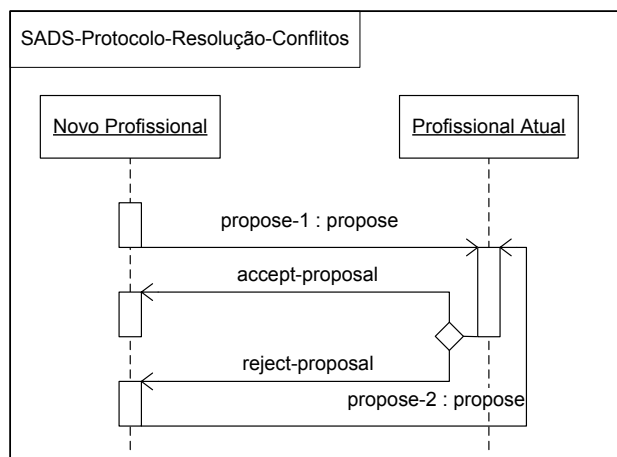 SADS-Protocolo-Resolução-Conflitos
Novo Profissional
Profissional Atual
propose-1 : propose
accept-proposal
reject-proposal
propose-2 : propose